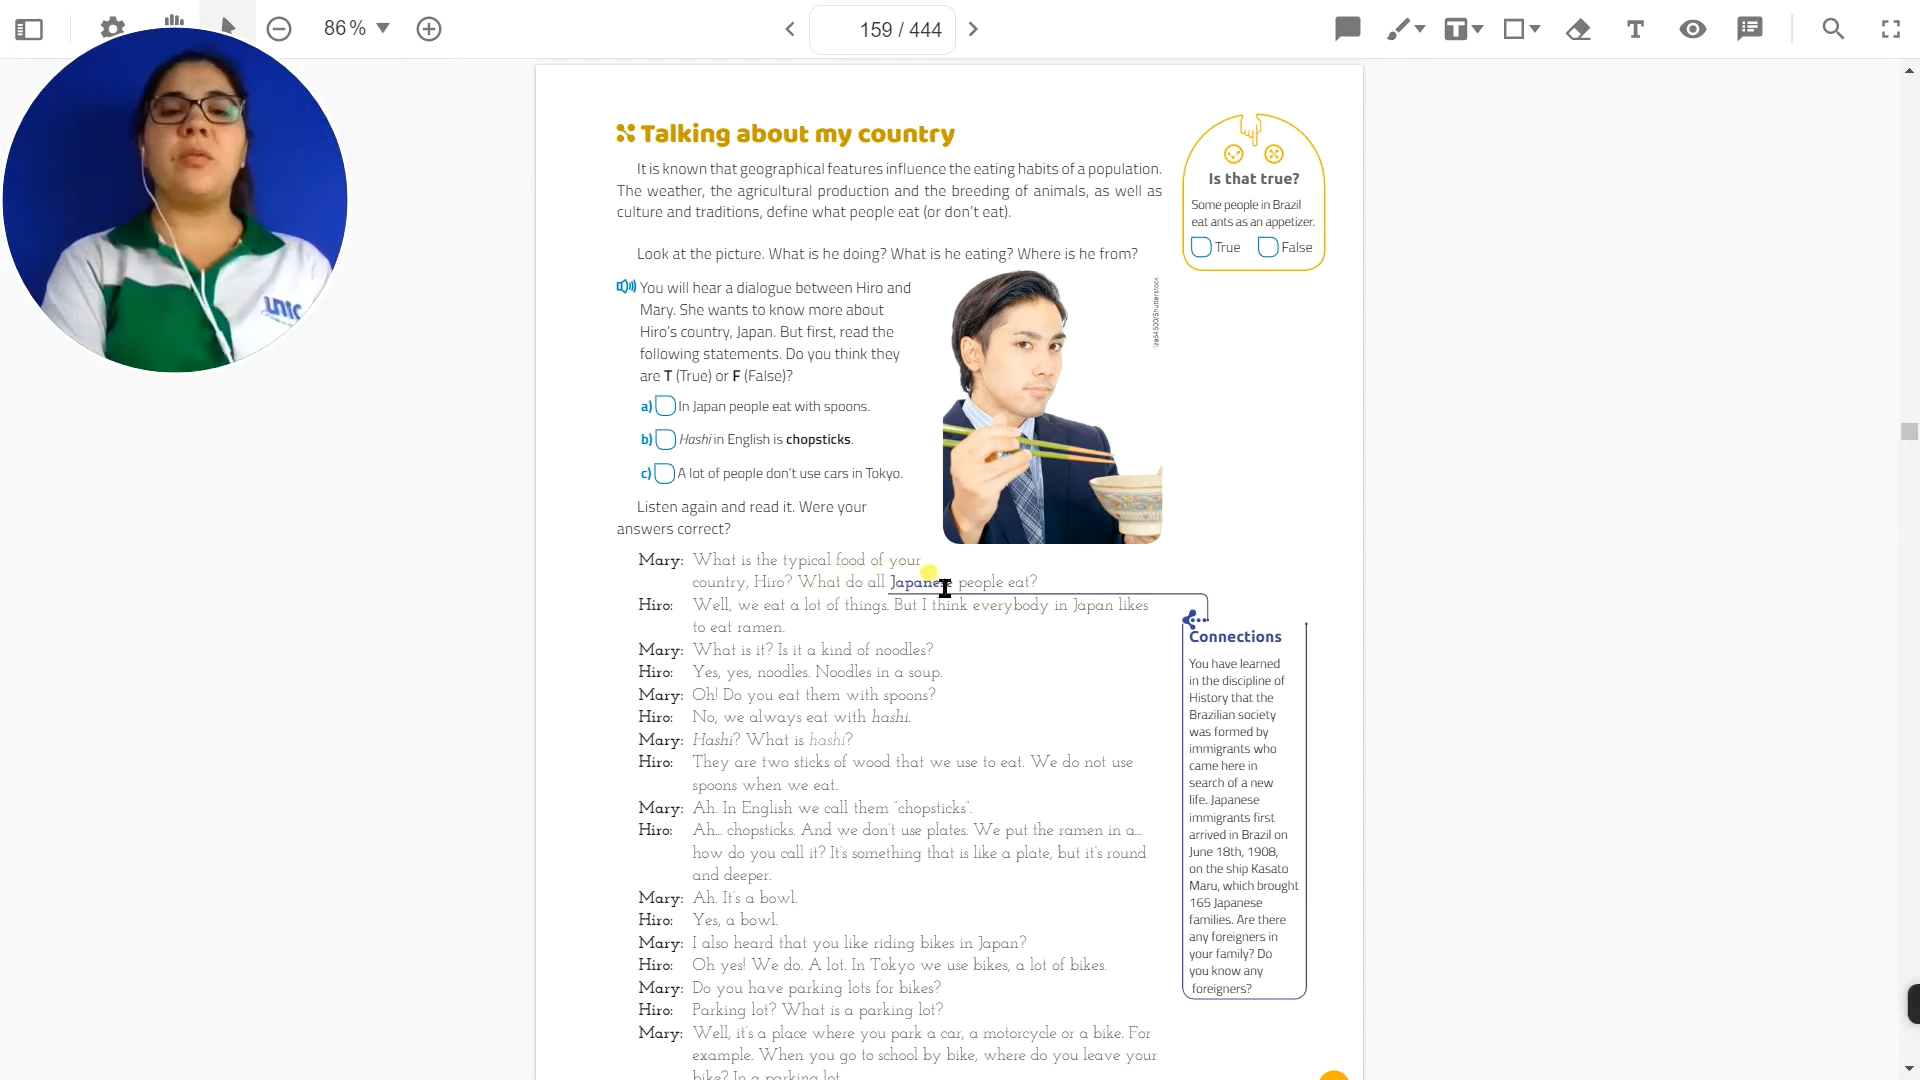 86 %
159 / 444
Talking about my country
It is known that geographical features influence the eating habits of a population.
The weather, the agricultural production and the breeding of animals, as well as
culture and traditions, define what people eat (or don't eat).
Look at the picture. What is he doing? What is he eating? Where is he from?
You will hear a dialogue between Hiro and
Mary. She wants to know more about
Hiro's country, Japan. But first, read the
following statements. Do you think they
are T (True) or F (False)?
a) In Japan people eat with spoons.
b) Hashi in English is chopsticks.
c) A lot of people don't use cars in Tokyo.
Listen again and read it. Were your
answers correct?
Mary: What is the typical food of your
country, Hiro? What do all Japanese people eat?
Hiro: Well, we eat a lot of things. But I think everybody in Japan likes
to eat ramen.
Mary: What is it? Is it a kind of noodles?
Hiro: Yes, yes, noodles. Noodles in a soup.
Mary: Oh! Do you eat them with spoons?
Hiro: No, we always eat with hashi.
Mary: Hashi? What is hashi?
Hiro: They are two sticks of wood that we use to eat. We do not use
spoons when we eat.
Mary: Ah. In English we call them "chopsticks".
Hiro: Ah... chopsticks. And we don't use plates. We put the ramen in a...
how do you call it? It's something that is like a plate, but it's round
and deeper.
Mary: Ah. It's a bowl.
Hiro: Yes, a bowl.
Mary: I also heard that you like riding bikes in Japan?
Hiro: Oh yes! We do. A lot. In Tokyo we use bikes, a lot of bikes.
Mary: Do you have parking lots for bikes?
Hiro: Parking lot? What is a parking lot?
Mary: Well, it's a place where you park a car, a motorcycle or a bike. For
example. When you go to school by bike, where do you leave your
bike? In a parking lot.
Is that true?
Some people in Brazil
eat ants as an appetizer.
True False
Connections
You have learned
in the discipline of
History that the
Brazilian society
was formed by
immigrants who
came here in
search of a new
life. Japanese
immigrants first
arrived in Brazil on
June 18th, 1908,
on the ship Kasato
Maru, which brought
165 Japanese
families. Are there
any foreigners in
your family? Do
you know any
foreigners?